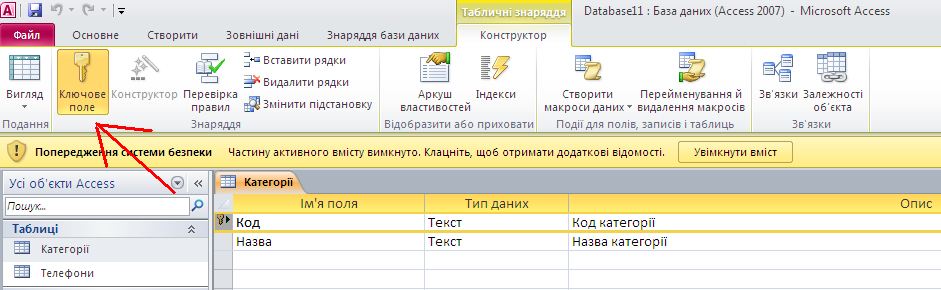 Табличні знаряддя
Database11 : База даних (Access 2007) - Microsoft Access
Файл Основне Створити Зовнішні дані Знаряддя бази даних Конструктор
Вигляд
Ключове поле
Конструктор
Перевірка правил
Вставити рядки
Видалити рядки
Змінити підстановку
Аркуш властивостей
Індекси
Створити макроси даних
Перейменування й видалення макросів
Зв'язки
Залежності об'єкта
Подання Знаряддя Відобразити або приховати Події для полів, записів і таблиць Зв'язки
Попередження системи безпеки Частину активного вмісту вимкнуто. Клацніть, щоб отримати додаткові відомості. Увімкнути вміст
Усі об'єкти Access
Пошук...
Таблиці
Категорії
Телефони
Категорії
Ім'я поля Тип даних Опис
Код Текст Код категорії
Назва Текст Назва категорії